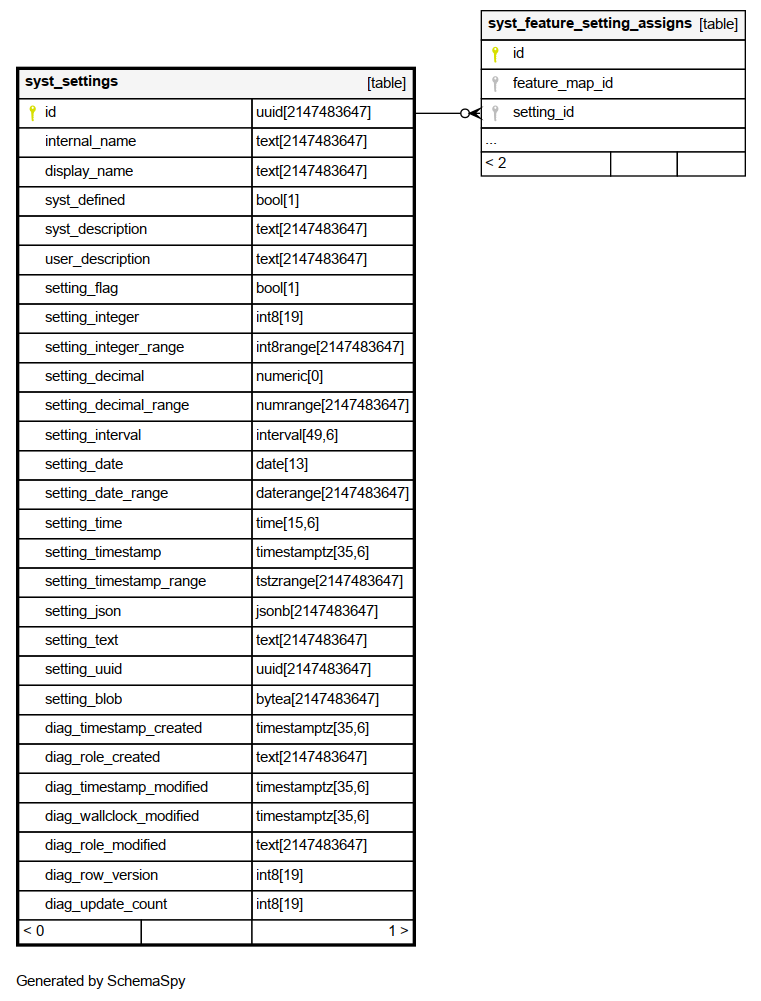 syst_feature_setting_assigns [table]
id
feature_map_id
setting_id
...
< 2
syst_settings [table]
id uuid[2147483647]
internal_name text[2147483647]
display_name text[2147483647]
syst_defined bool[1]
syst_description text[2147483647]
user_description text[2147483647]
setting_flag bool[1]
setting_integer int8[19]
setting_integer_range int8range[2147483647]
setting_decimal numeric[0]
setting_decimal_range numrange[2147483647]
setting_interval interval[49,6]
setting_date date[13]
setting_date_range daterange[2147483647]
setting_time time[15,6]
setting_timestamp timestamptz[35,6]
setting_timestamp_range tstzrange[2147483647]
setting_json jsonb[2147483647]
setting_text text[2147483647]
setting_uuid uuid[2147483647]
setting_blob bytea[2147483647]
diag_timestamp_created timestamptz[35,6]
diag_role_created text[2147483647]
diag_timestamp_modified timestamptz[35,6]
diag_wallclock_modified timestamptz[35,6]
diag_role_modified text[2147483647]
diag_row_version int8[19]
diag_update_count int8[19]
< 0 1 >
Generated by SchemaSpy